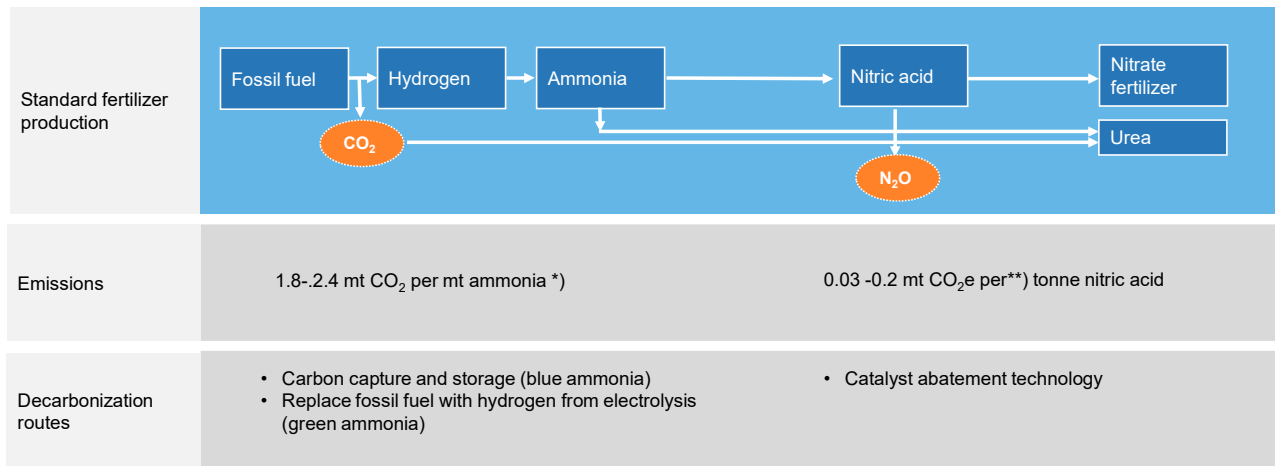 Standard fertilizer
production
Fossil fuel
Hydrogen
Ammonia
Nitric acid
Nitrate
fertilizer
Urea
CO₂
N₂O
Emissions
1.8-.2.4 mt CO₂ per mt ammonia *)
0.03 -0.2 mt CO₂e per**) tonne nitric acid
Decarbonization
routes
• Carbon capture and storage (blue ammonia)
• Replace fossil fuel with hydrogen from electrolysis
(green ammonia)
• Catalyst abatement technology